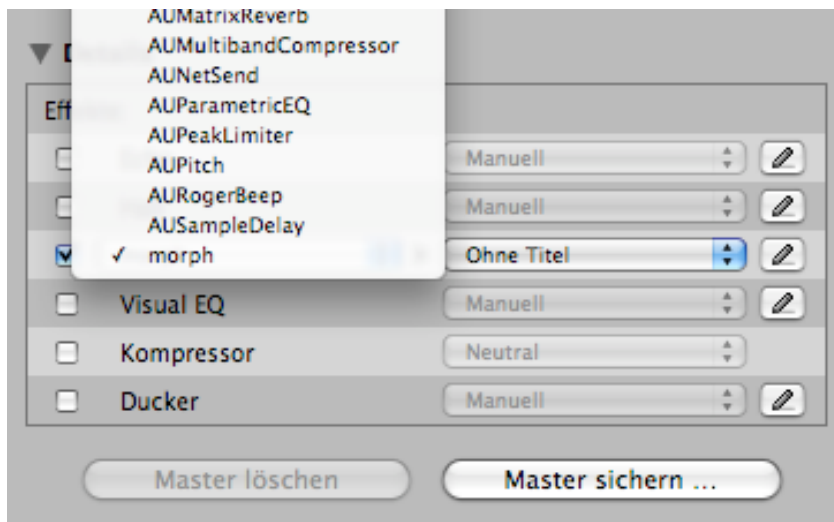 AUMatrixReverb
AUMultibandCompressor
AUNetSend
AUParametricEQ
AUPeakLimiter
AUPitch
AURogerBeep
AUSampleDelay
✓ morph
Manuell
Manuell
Ohne Titel
Visual EQ Manuell
Kompressor Neutral
Ducker Manuell
Master löschen Master sichern ...